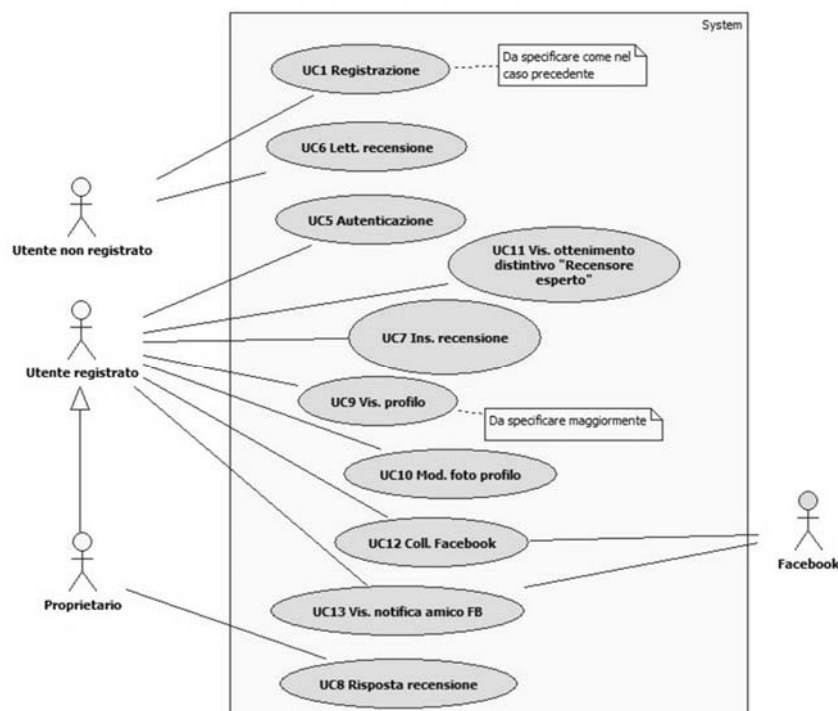 System
UC1 Registrazione
Da specificare come nel
caso precedente
UC6 Lett. recensione
Utente non registrato
UC5 Autenticazione
UC11 Vis. ottenimento
distintivo "Recensore
esperto"
UC7 Ins. recensione
Utente registrato
UC9 Vis. profilo
Da specificare maggiormente
UC10 Mod. foto profilo
UC12 Coll. Facebook
Facebook
Proprietario
UC13 Vis. notifica amico FB
UC8 Risposta recensione